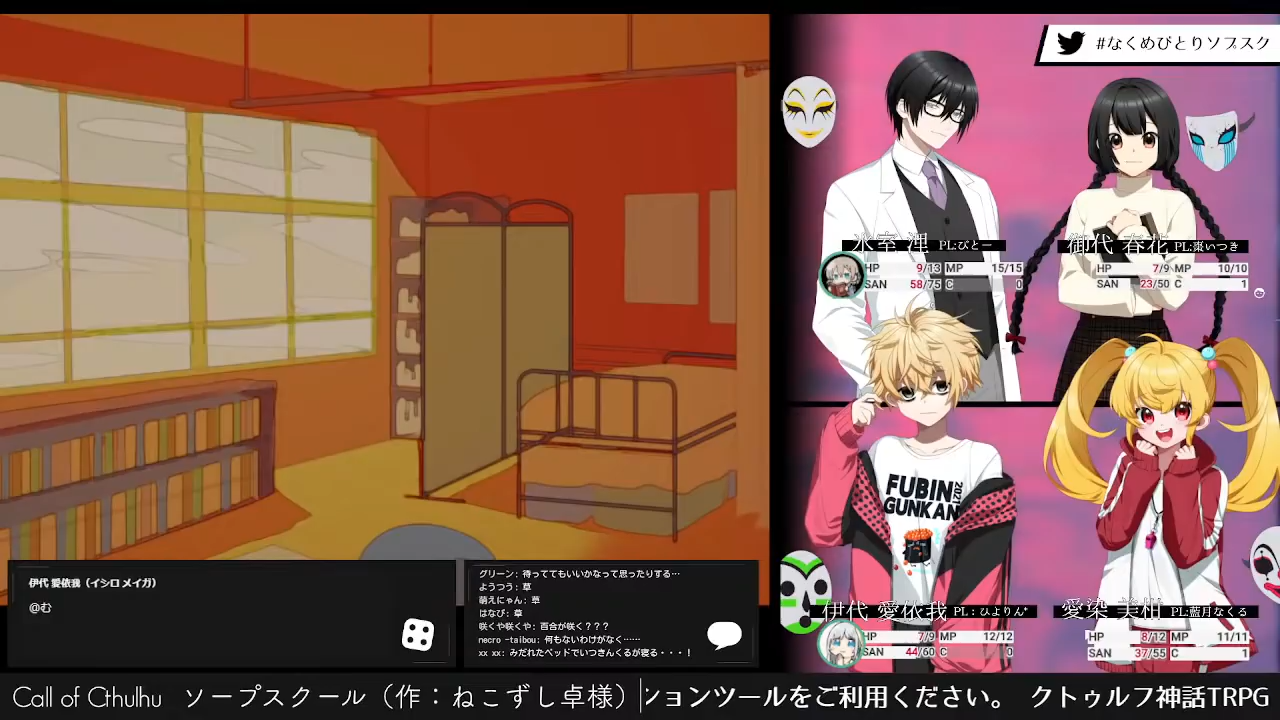 #なくめびとりソプスク
氷室 浬 PL:びとー
HP 9/13 MP 15/15
SAN 58/75 C 0
御代 春花 PL:棗いつき
HP 7/9 MP 10/10
SAN 23/50 C 1
FUBIN
GUNKAN
2021
伊代 愛依我 PL:ひよりん*
HP 7/9 MP 12/12
SAN 44/60 C 0
愛染 美柑 PL:藍月なくる
HP 8/12 MP 11/11
SAN 37/55 C 1
伊代 愛依我（イシロ メイガ）
@む
グリーン: 待っててもいいかなって思ったりする…
ようつう: 草
萌えにゃん: 草
はなび: 草
咲くや咲くや: 百合が咲く？？？
necro -taibou: 何もないわけがなく……
xx xx: みだれたベッドでいつきんくるが寝る・・・！
Call of Cthulhu ソープスクール（作：ねこずし卓様）
ションツールをご利用ください。 クトゥルフ神話TRPG